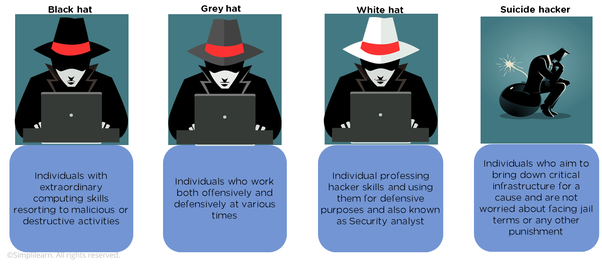 Black hat
Individuals with
extraordinary
computing skills
resorting to malicious or
destructive activities
Grey hat
Individuals who work
both offensively and
defensively at various
times
White hat
Individual professing
hacker skills and using
them for defensive
purposes and also known
as Security analyst
Suicide hacker
Individuals who aim to
bring down critical
infrastructure for a
cause and are not
worried about facing jail
terms or any other
punishment
©Simplilearn. All rights reserved.